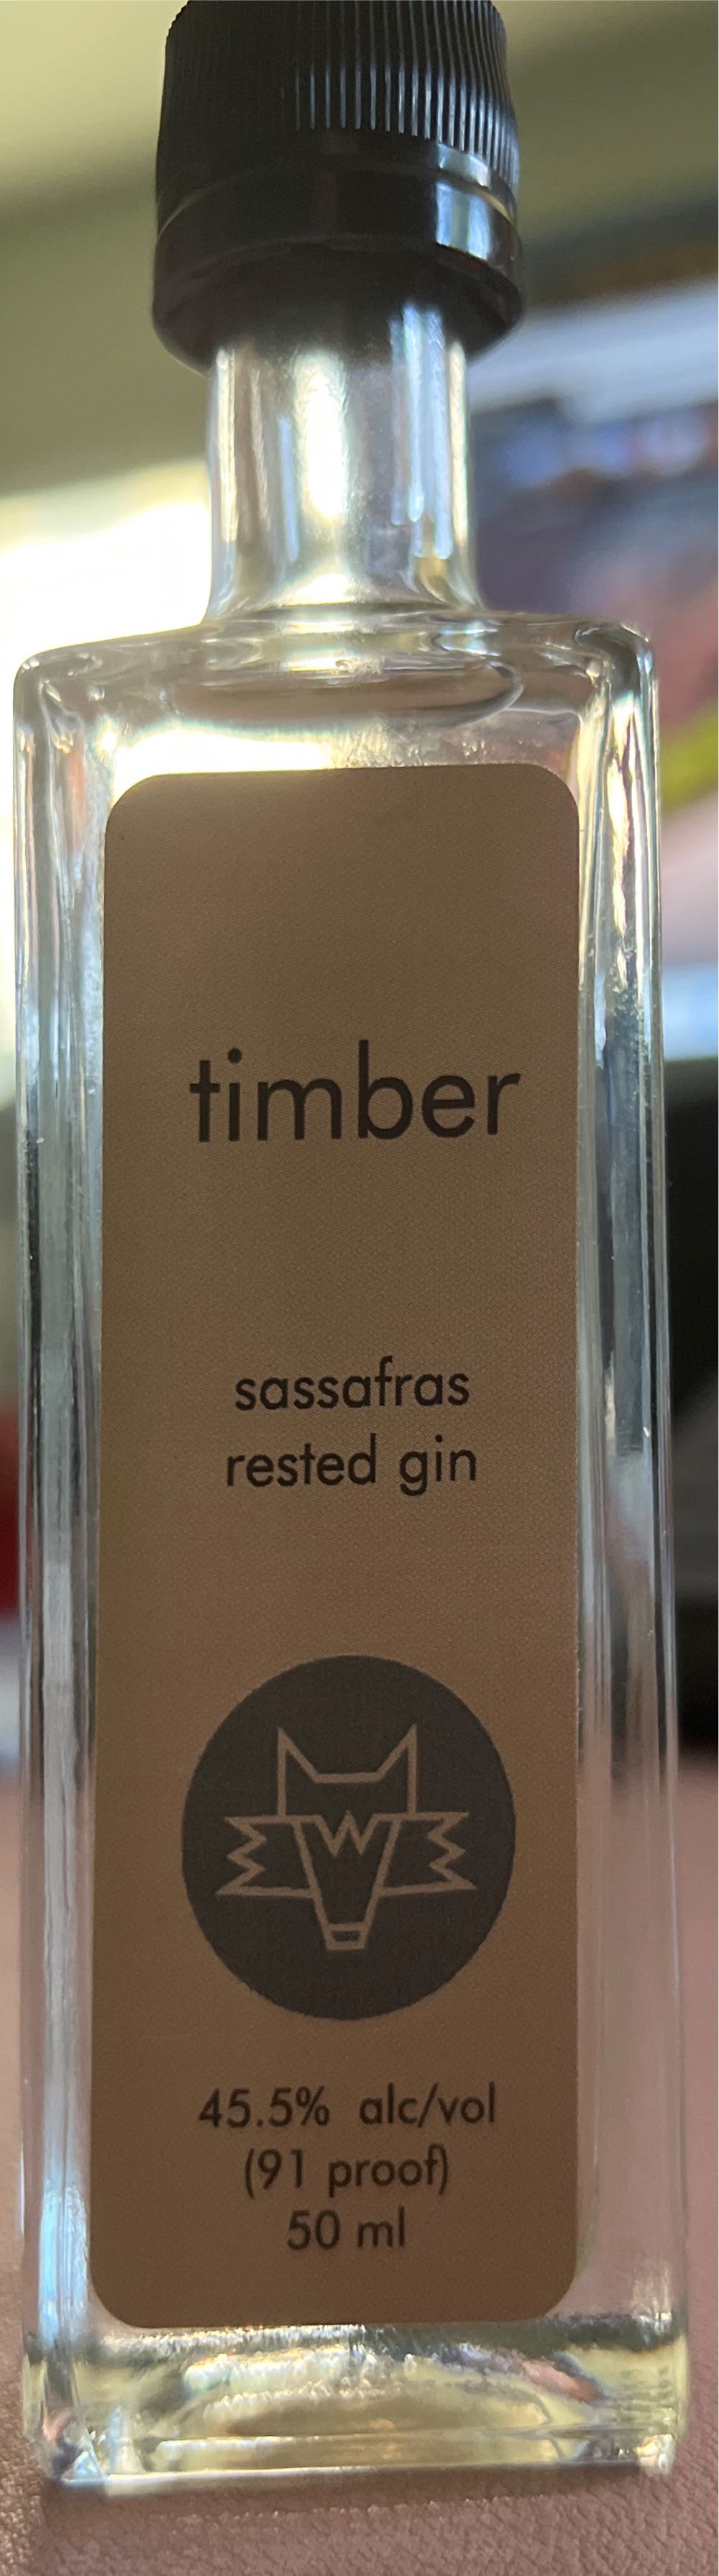 timber
sassafras
rested gin
W
45.5% alc/vol
(91 proof)
50 ml